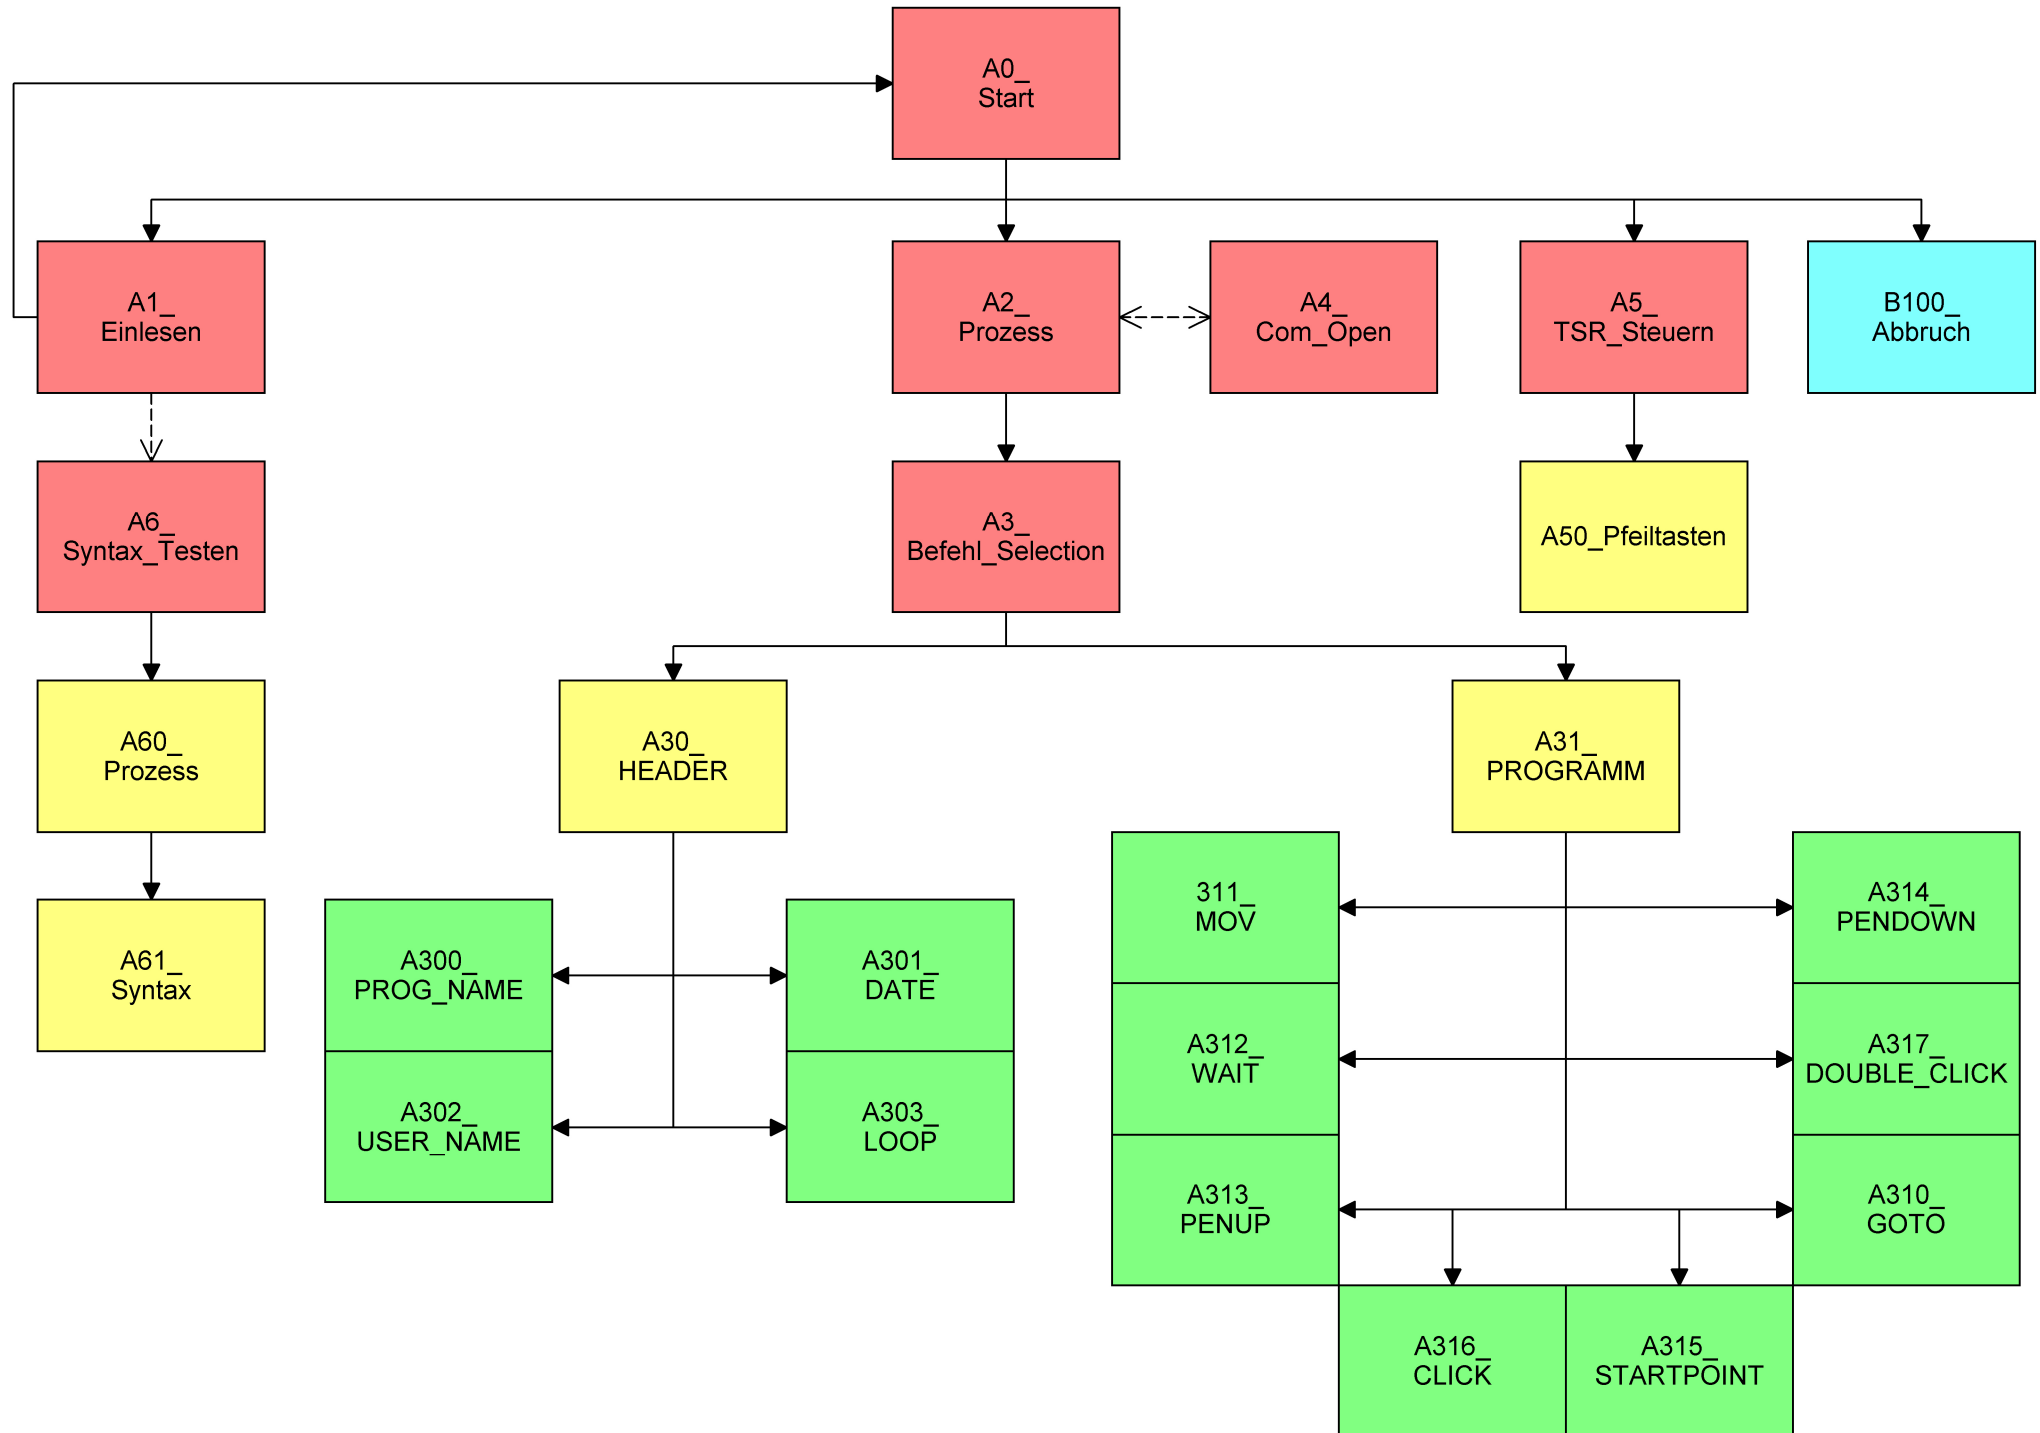 A0_
Start
A1_
Einlesen
A2_
Prozess
A4_
Com_Open
A5_
TSR_Steuern
B100_
Abbruch
A6_
Syntax_Testen
A3_
Befehl_Selection
A50_Pfeiltasten
A60_
Prozess
A30_
HEADER
A31_
PROGRAMM
311_
MOV
A314_
PENDOWN
A61_
Syntax
A300_
PROG_NAME
A301_
DATE
A312_
WAIT
A317_
DOUBLE_CLICK
A302_
USER_NAME
A303_
LOOP
A313_
PENUP
A310_
GOTO
A316_
CLICK
A315_
STARTPOINT